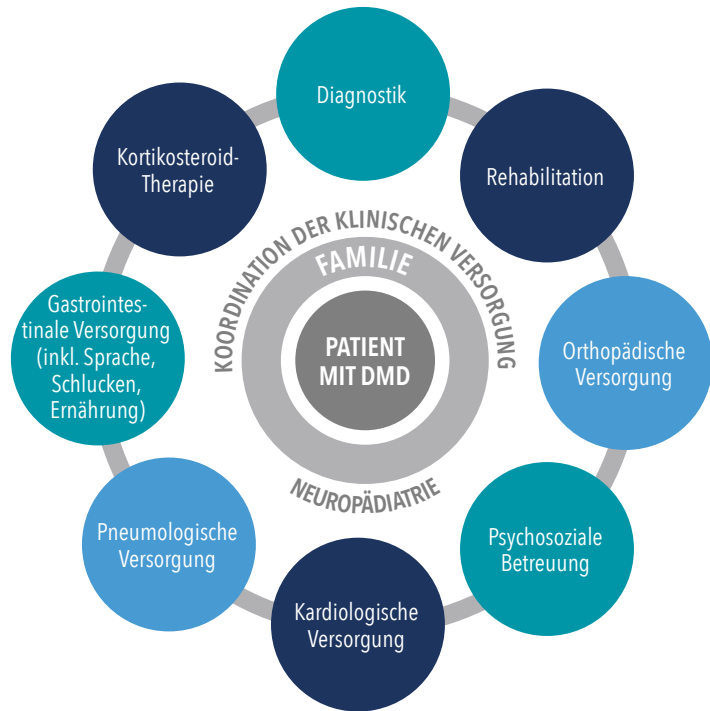 Diagnostik
Rehabilitation
Orthopädische
Versorgung
Psychosoziale
Betreuung
Kardiologische
Versorgung
Pneumologische
Versorgung
Gastrointes-
tinale Versorgung
(inkl. Sprache,
Schlucken,
Ernährung)
Kortikosteroid-
Therapie
KOORDINATION DER KLINISCHEN VERSORGUNG
FAMILIE
PATIENT
MIT DMD
NEUROPÄDIATRIE